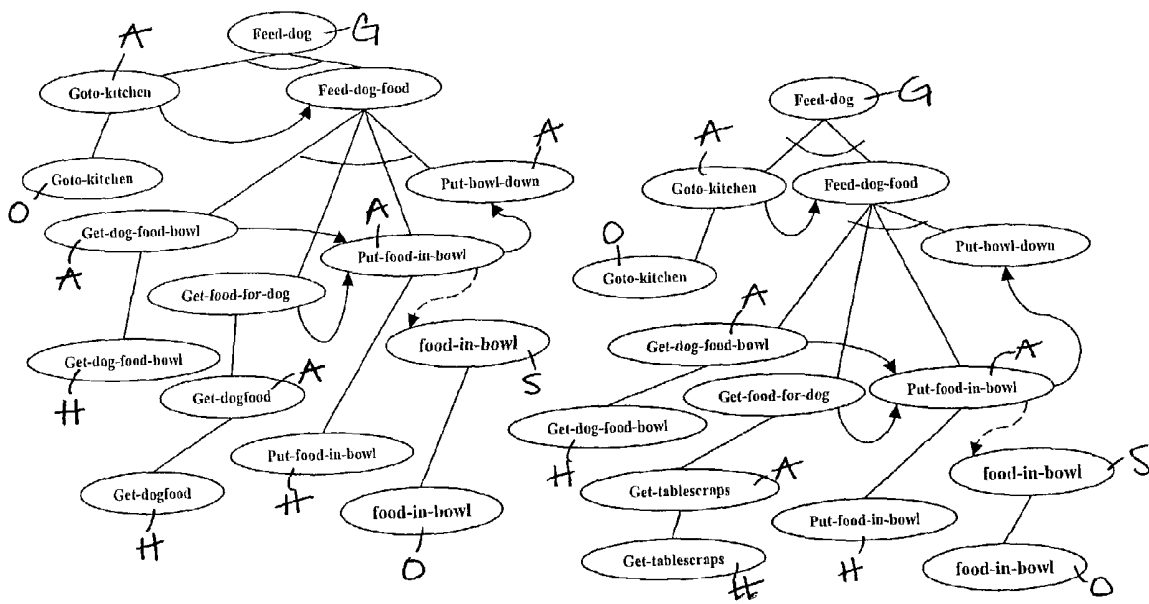 Feed-dog
G
A
Goto-kitchen
Feed-dog-food
Goto-kitchen
O
A
Put-bowl-down
Get-dog-food-bowl
A
A
Put-food-in-bowl
Get-food-for-dog
food-in-bowl
S
Get-dog-food-bowl
H
Get-dogfood
A
Put-food-in-bowl
H
Get-dogfood
H
food-in-bowl
O
Feed-dog
G
A
Goto-kitchen
Feed-dog-food
O
Goto-kitchen
Put-bowl-down
A
Get-dog-food-bowl
A
Put-food-in-bowl
Get-food-for-dog
Get-dog-food-bowl
H
food-in-bowl
S
Get-tablescraps
A
Put-food-in-bowl
H
Get-tablescraps
H
food-in-bowl
O